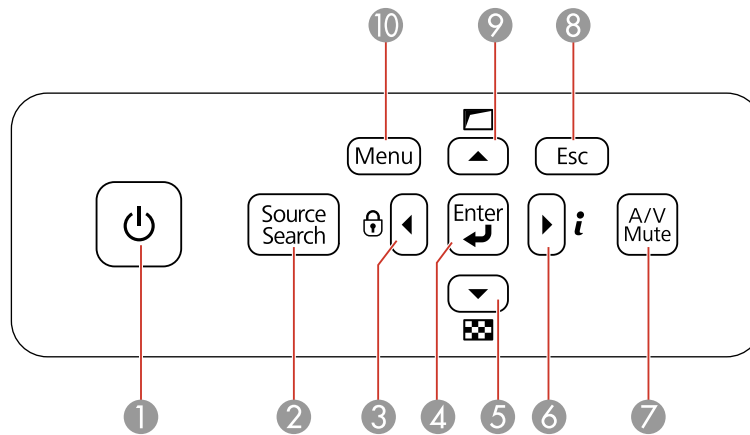 10 9 8
Menu Esc
Source
Search
Enter
i
A/V
Mute
1 2 3 4 5 6 7